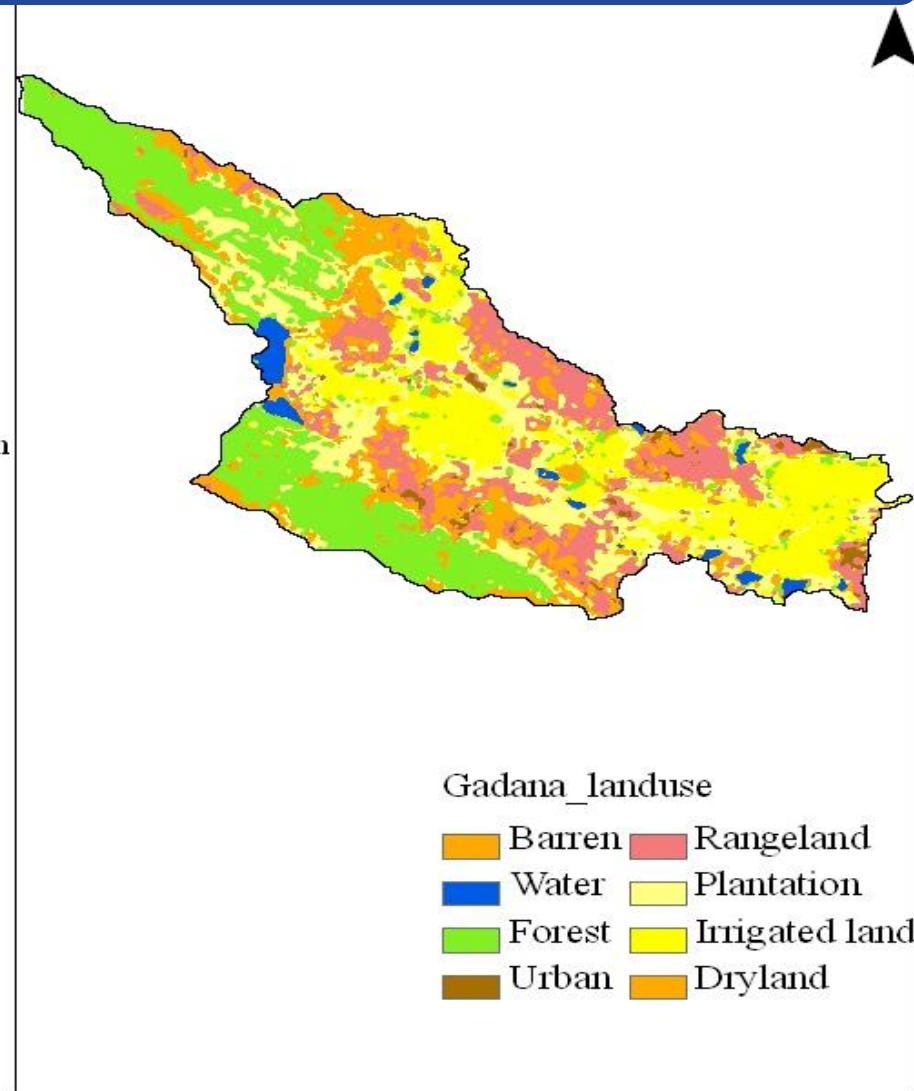 n
Gadana_landuse
Barren Rangeland
Water Plantation
Forest Irrigated land
Urban Dryland